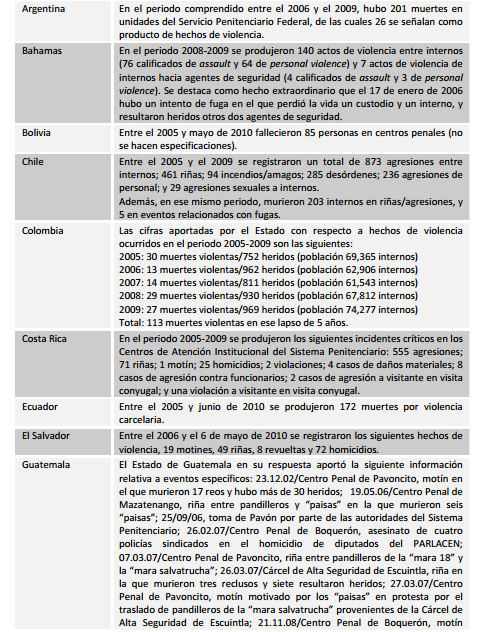 Argentina
En el periodo comprendido entre el 2006 y el 2009, hubo 201 muertes en
unidades del Servicio Penitenciario Federal, de las cuales 26 se señalan como
producto de hechos de violencia.
Bahamas
En el periodo 2008-2009 se produjeron 140 actos de violencia entre internos
(76 calificados de assault y 64 de personal violence) y 7 actos de violencia de
internos hacia agentes de seguridad (4 calificados de assault y 3 de personal
violence). Se destaca como hecho extraordinario que el 17 de enero de 2006
hubo un intento de fuga en el que perdió la vida un custodio y un interno, y
resultaron heridos otros dos agentes de seguridad.
Bolivia
Entre el 2005 y mayo de 2010 fallecieron 85 personas en centros penales (no
se hacen especificaciones).
Chile
Entre el 2005 y el 2009 se registraron un total de 873 agresiones entre
internos; 461 riñas; 94 incendios/amagos; 285 desórdenes; 236 agresiones de
personal; y 29 agresiones sexuales a internos.
Además, en ese mismo periodo, murieron 203 internos en riñas/agresiones, y
5 en eventos relacionados con fugas.
Colombia
Las cifras aportadas por el Estado con respecto a hechos de violencia
ocurridos en el periodo 2005-2009 son las siguientes:
2005: 30 muertes violentas/752 heridos (población 69,365 internos)
2006: 13 muertes violentas/962 heridos (población 62,906 internos)
2007: 14 muertes violentas/811 heridos (población 61,543 internos)
2008: 29 muertes violentas/930 heridos (población 67,812 internos)
2009: 27 muertes violentas/969 heridos (población 74,277 internos)
Total: 113 muertes violentas en ese lapso de 5 años.
Costa Rica
En el periodo 2005-2009 se produjeron los siguientes incidentes críticos en los
Centros de Atención Institucional del Sistema Penitenciario: 555 agresiones;
71 riñas; 1 motín; 25 homicidios; 2 violaciones; 4 casos de daños materiales; 8
casos de agresión contra funcionarios; 2 casos de agresión a visitante en visita
conyugal; y una violación a visitante en visita conyugal.
Ecuador
Entre el 2005 y junio de 2010 se produjeron 172 muertes por violencia
carcelaria.
El Salvador
Entre el 2006 y el 6 de mayo de 2010 se registraron los siguientes hechos de
violencia, 19 motines, 49 riñas, 8 revueltas y 72 homicidios.
Guatemala
El Estado de Guatemala en su respuesta aportó la siguiente información
relativa a eventos específicos: 23.12.02/Centro Penal de Pavoncito, motín en
el que murieron 17 reos y hubo más de 30 heridos; 19.05.06/Centro Penal de
Mazatenango, riña entre pandilleros y “paisas” en la que murieron seis
“paisas”; 25/09/06, toma de Pavón por parte de las autoridades del Sistema
Penitenciario; 26.02.07/Centro Penal de Boquerón, asesinato de cuatro
policías sindicados en el homicidio de diputados del PARLACEN;
07.03.07/Centro Penal de Pavoncito, riña entre pandilleros de la “mara 18” y
la “mara salvatrucha”; 26.03.07/Cárcel de Alta Seguridad de Escuintla, riña en
la que murieron tres reclusos y siete resultaron heridos; 27.03.07/Centro
Penal de Pavoncito, motín motivado por los “paisas” en protesta por el
traslado de pandilleros de la “mara salvatrucha” provenientes de la Cárcel de
Alta Seguridad de Escuintla; 21.11.08/Centro Penal de Boquerón, motín